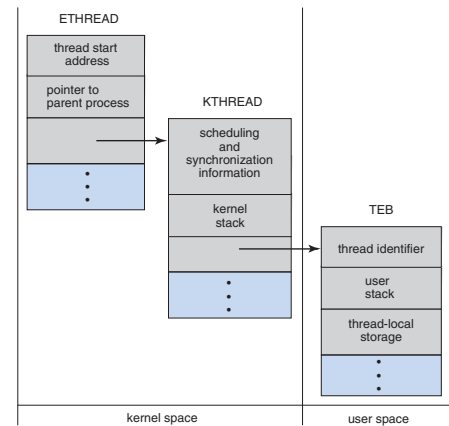 ETHREAD
thread start
address
pointer to
parent process
KTHREAD
scheduling
and
synchronization
information
kernel
stack
TEB
thread identifier
user
stack
thread-local
storage
kernel space
user space